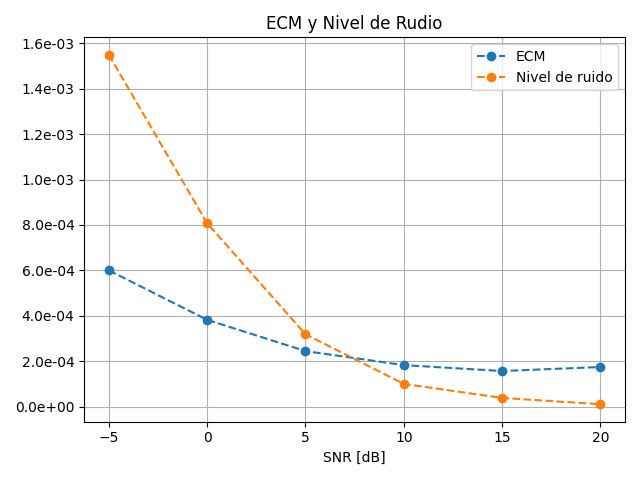 ECM y Nivel de Rudio
1.6e-03
1.4e-03
1.2e-03
1.0e-03
8.0e-04
6.0e-04
4.0e-04
2.0e-04
0.0e+00
ECM
Nivel de ruido
−5 0 5 10 15 20
SNR [dB]